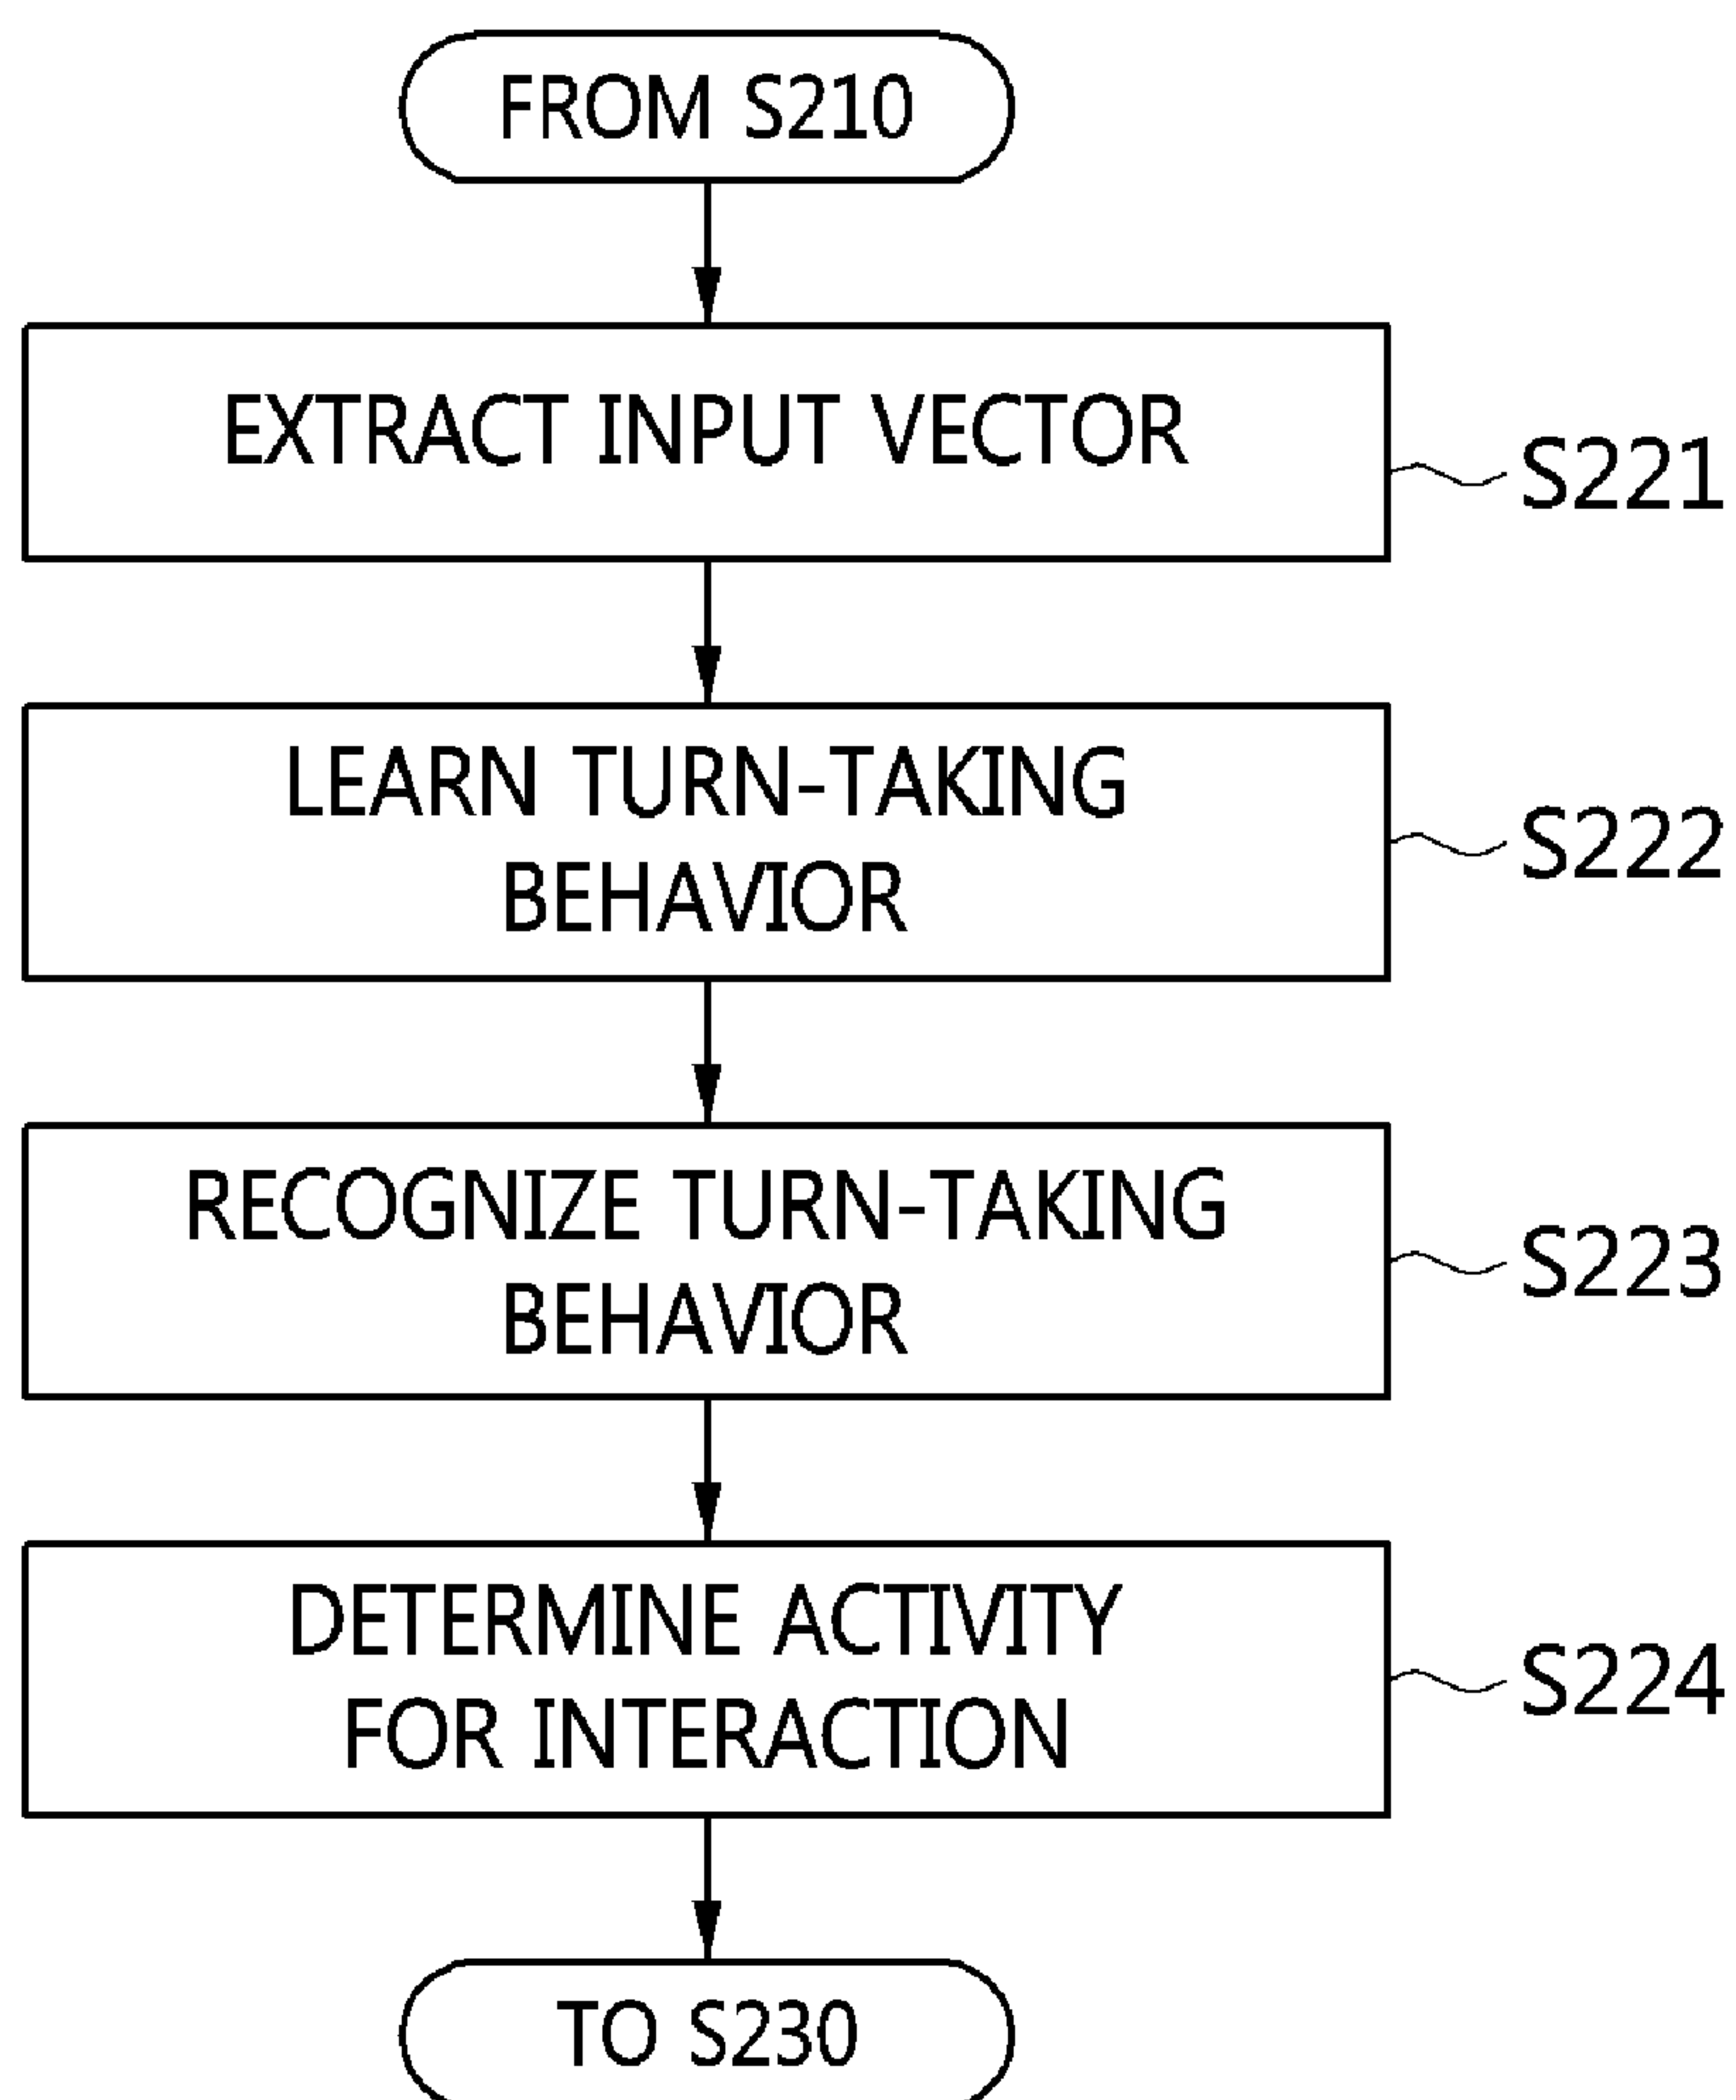 FROM S210
EXTRACT INPUT VECTOR
S221
LEARN TURN-TAKING
BEHAVIOR
S222
RECOGNIZE TURN-TAKING
BEHAVIOR
S223
DETERMINE ACTIVITY
FOR INTERACTION
S224
TO S230